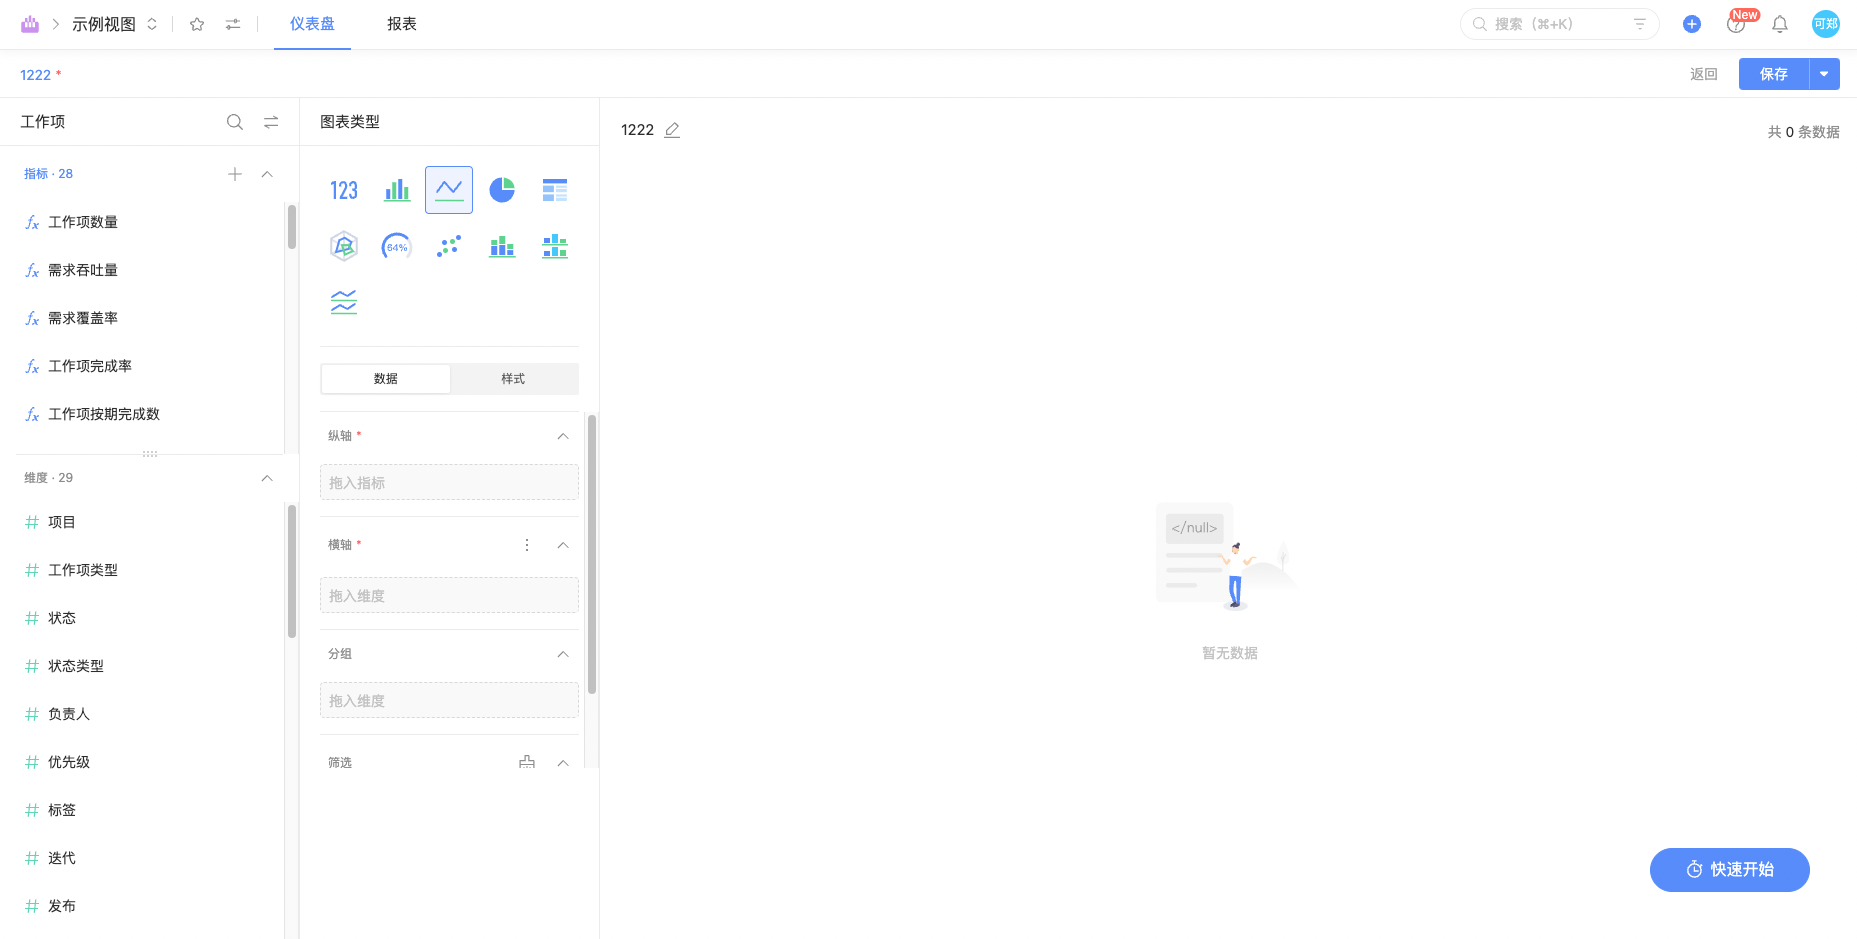 示例视图
仪表盘
报表
搜索（⌘+K）
New
可郑
1222 *
返回
保存
工作项
指标 · 28
工作项数量
需求吞吐量
需求覆盖率
工作项完成率
工作项按期完成数
维度 · 29
项目
工作项类型
状态
状态类型
负责人
优先级
标签
迭代
发布
图表类型
123
64%
数据
样式
纵轴 *
拖入指标
横轴 *
拖入维度
分组
拖入维度
筛选
1222
共 0 条数据
</null>
暂无数据
快速开始